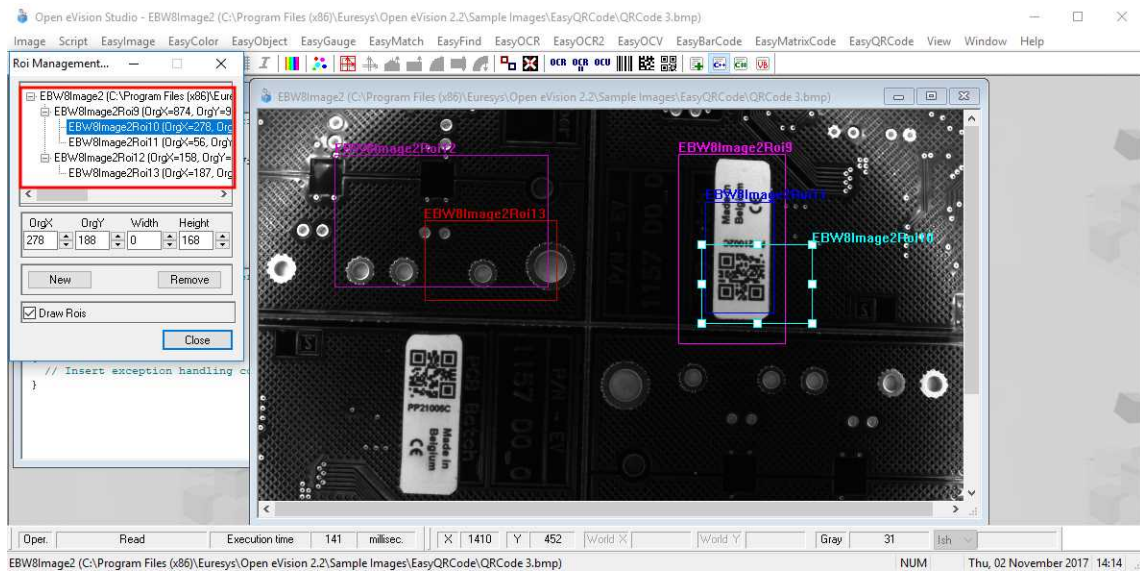 Open eVision Studio - EBW8Image2 (C:\Program Files (x86)\Euresys\Open eVision 2.2\Sample Images\EasyQRCode\QRCode 3.bmp)
Image Script EasyImage EasyColor EasyObject EasyGauge EasyMatch EasyFind EasyOCR EasyOCR2 EasyOCV EasyBarCode EasyMatrixCode EasyQRCode View Window Help
Roi Management...
EBW8Image2 (C:\Program Files (x86)\Eure
EBW8Image2Roi9 (OrgX=874, OrgY=9
EBW8Image2Roi10 (OrgX=278, Org
EBW8Image2Roi11 (OrgX=56, OrgY
EBW8Image2Roi12 (OrgX=158, OrgY=
EBW8Image2Roi13 (OrgX=187, Org
OrgX OrgY Width Height
278 188 0 168
New Remove
Draw Rois
Close
// Insert exception handling co
}
EBW8Image2 (C:\Program Files (x86)\Euresys\Open eVision 2.2\Sample Images\EasyQRCode\QRCode 3.bmp)
EBW8Image2Roi12
EBW8Image2Roi9
EBW8Image2Roi11
EBW8Image2Roi13
EBW8Image2Roi10
Made in
Belgium
PP21006C
Made in
Belgium
Oper. Read Execution time 141 millisec. X 1410 Y 452 World X World Y Gray 31 lsh
EBW8Image2 (C:\Program Files (x86)\Euresys\Open eVision 2.2\Sample Images\EasyQRCode\QRCode 3.bmp) NUM Thu, 02 November 2017 14:14